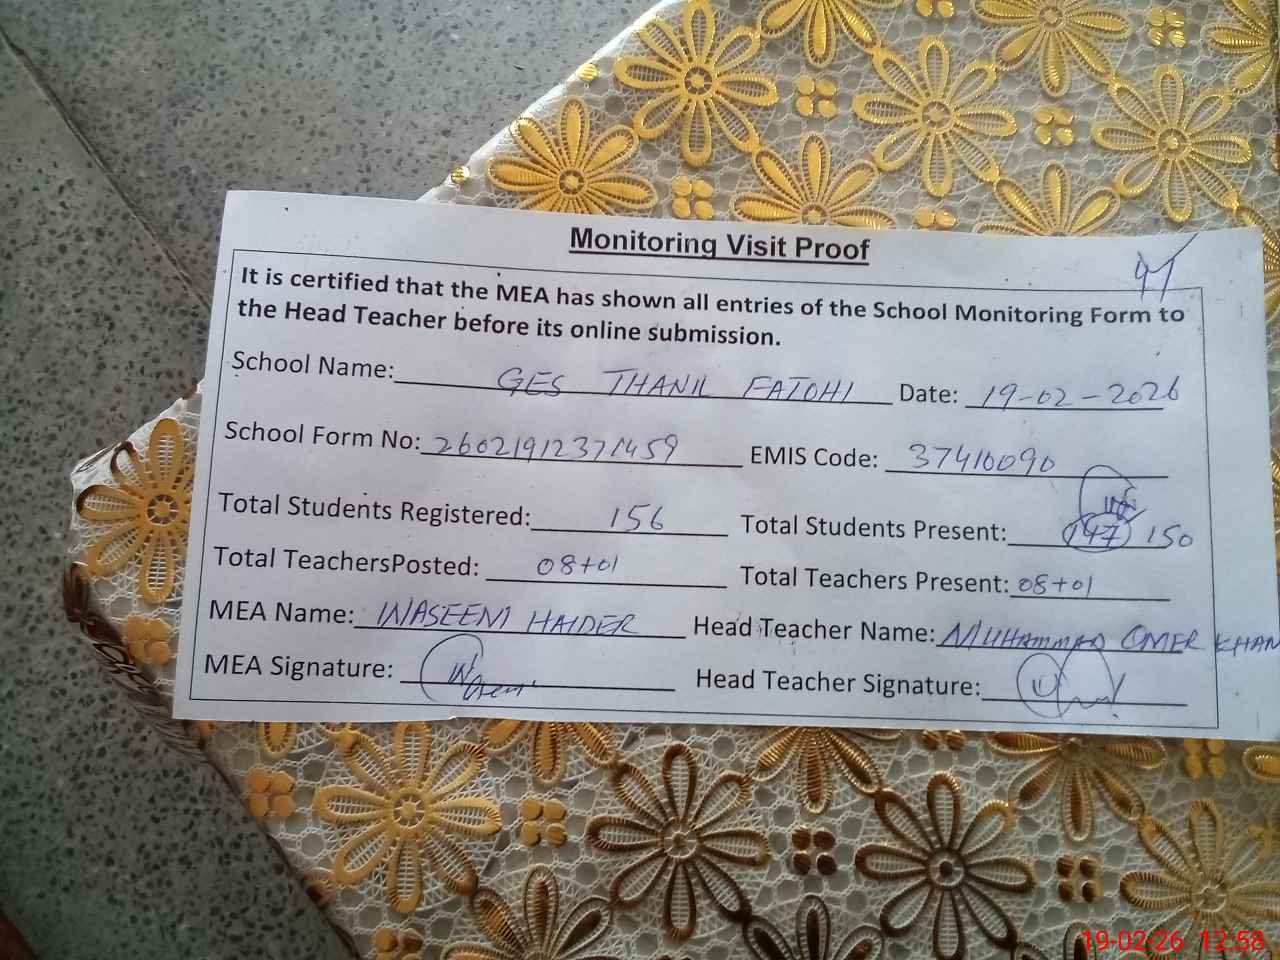 Monitoring Visit Proof
41
It is certified that the MEA has shown all entries of the School Monitoring Form to
the Head Teacher before its online submission.
School Name: GES THANIL FATOHI Date: 19-02-2026
School Form No: 26021912371459 EMIS Code: 37410090
Total Students Registered: 156 Total Students Present: 147 150
Total TeachersPosted: 08+01 Total Teachers Present: 08+01
MEA Name: WASEEM HAIDER Head Teacher Name: MUHAMMAD OMER KHAN
MEA Signature: Head Teacher Signature:
19-02-26 12:58